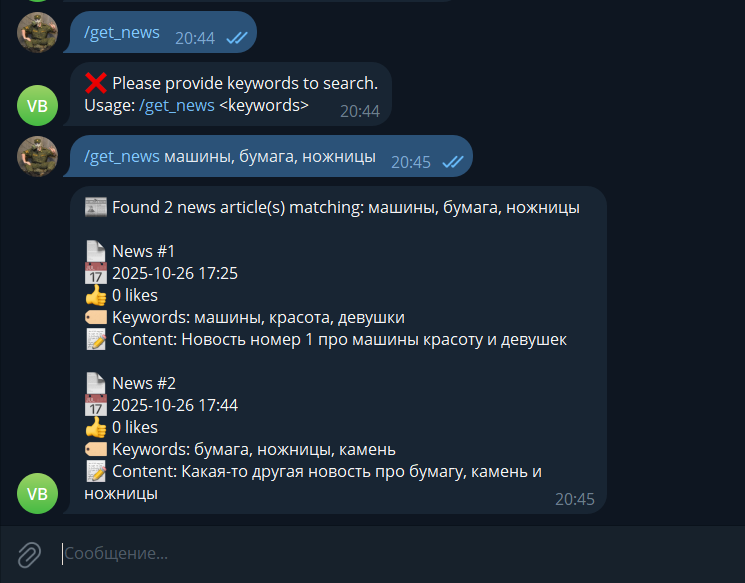 /get_news 20:44
❌ Please provide keywords to search.
VB
Usage: /get_news <keywords> 20:44
/get_news машины, бумага, ножницы 20:45
Found 2 news article(s) matching: машины, бумага, ножницы
News #1
17 2025-10-26 17:25
0 likes
Keywords: машины, красота, девушки
Content: Новость номер 1 про машины красоту и девушек
News #2
17 2025-10-26 17:44
0 likes
Keywords: бумага, ножницы, камень
Content: Какая-то другая новость про бумагу, камень и
ножницы
VB
20:45
Сообщение...